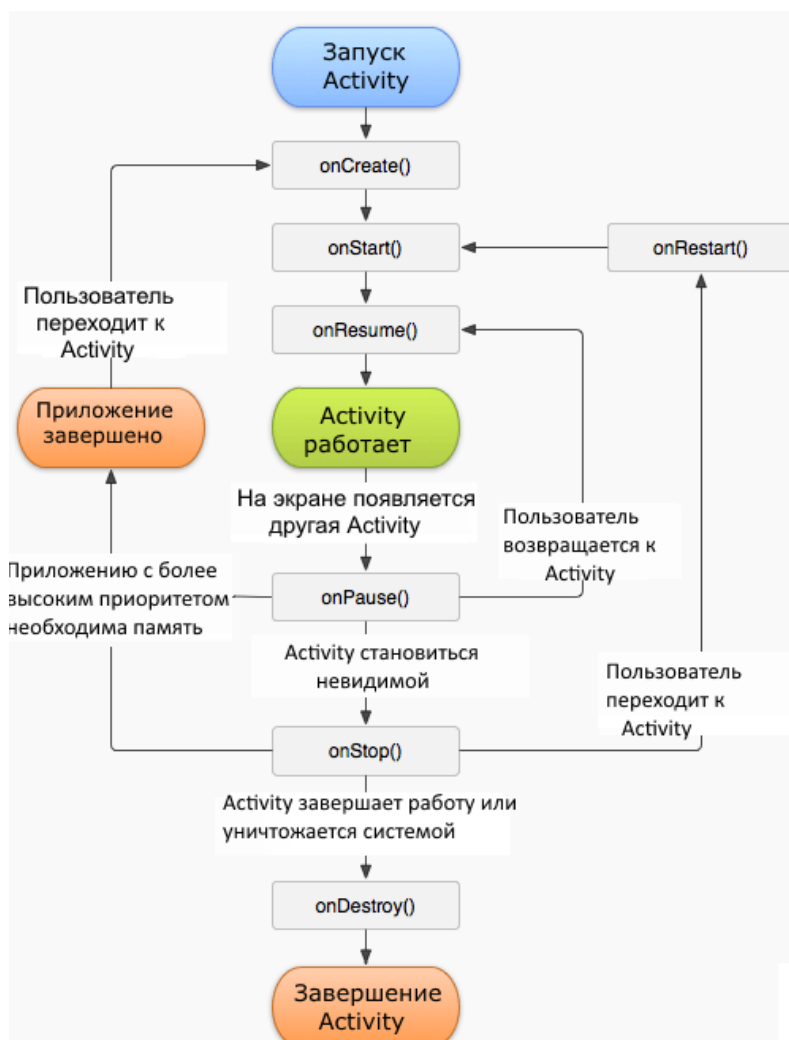 Запуск
Activity
onCreate()
onStart()
onRestart()
Пользователь
переходит к
Activity
onResume()
Приложение
завершено
Activity
работает
На экране появляется
другая Activity
Пользователь
возвращается к
Activity
Приложению с более
высоким приоритетом
необходима память
onPause()
Activity становиться
невидимой
Пользователь
переходит к
Activity
onStop()
Activity завершает работу или
уничтожается системой
onDestroy()
Завершение
Activity